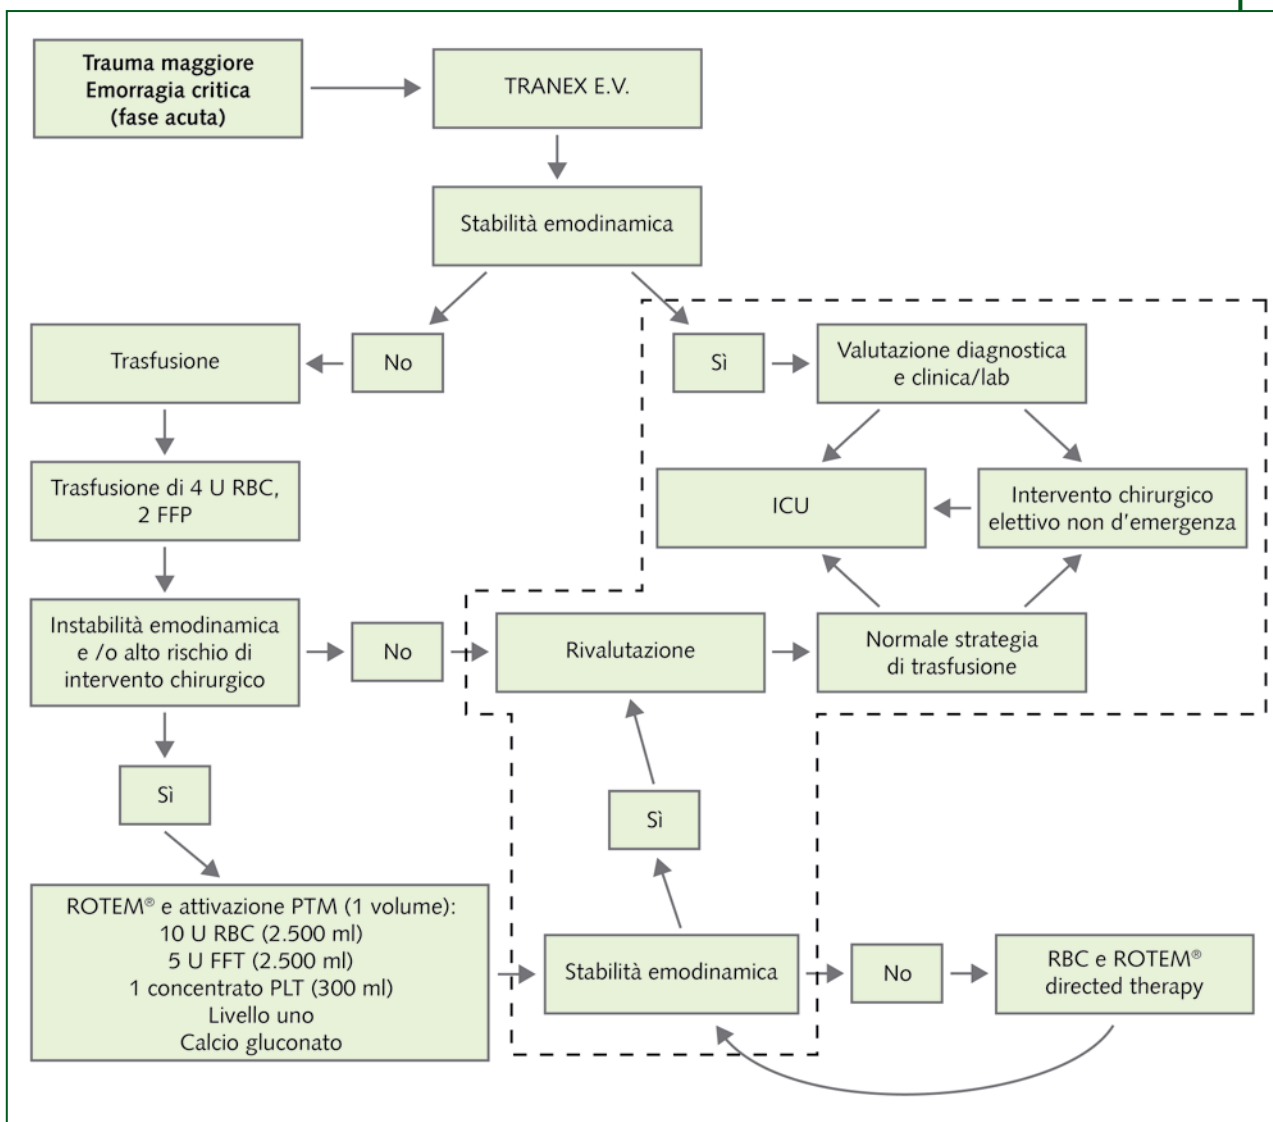 Trauma maggiore
Emorragia critica
(fase acuta)
TRANEX E.V.
Stabilità emodinamica
Trasfusione
No
Sì
Valutazione diagnostica
e clinica/lab
Trasfusione di 4 U RBC,
2 FFP
ICU
Intervento chirurgico
elettivo non d'emergenza
Instabilità emodinamica
e /o alto rischio di
intervento chirurgico
No
Rivalutazione
Normale strategia
di trasfusione
Sì
Sì
ROTEM® e attivazione PTM (1 volume):
10 U RBC (2.500 ml)
5 U FFT (2.500 ml)
1 concentrato PLT (300 ml)
Livello uno
Calcio gluconato
Stabilità emodinamica
No
RBC e ROTEM®
directed therapy